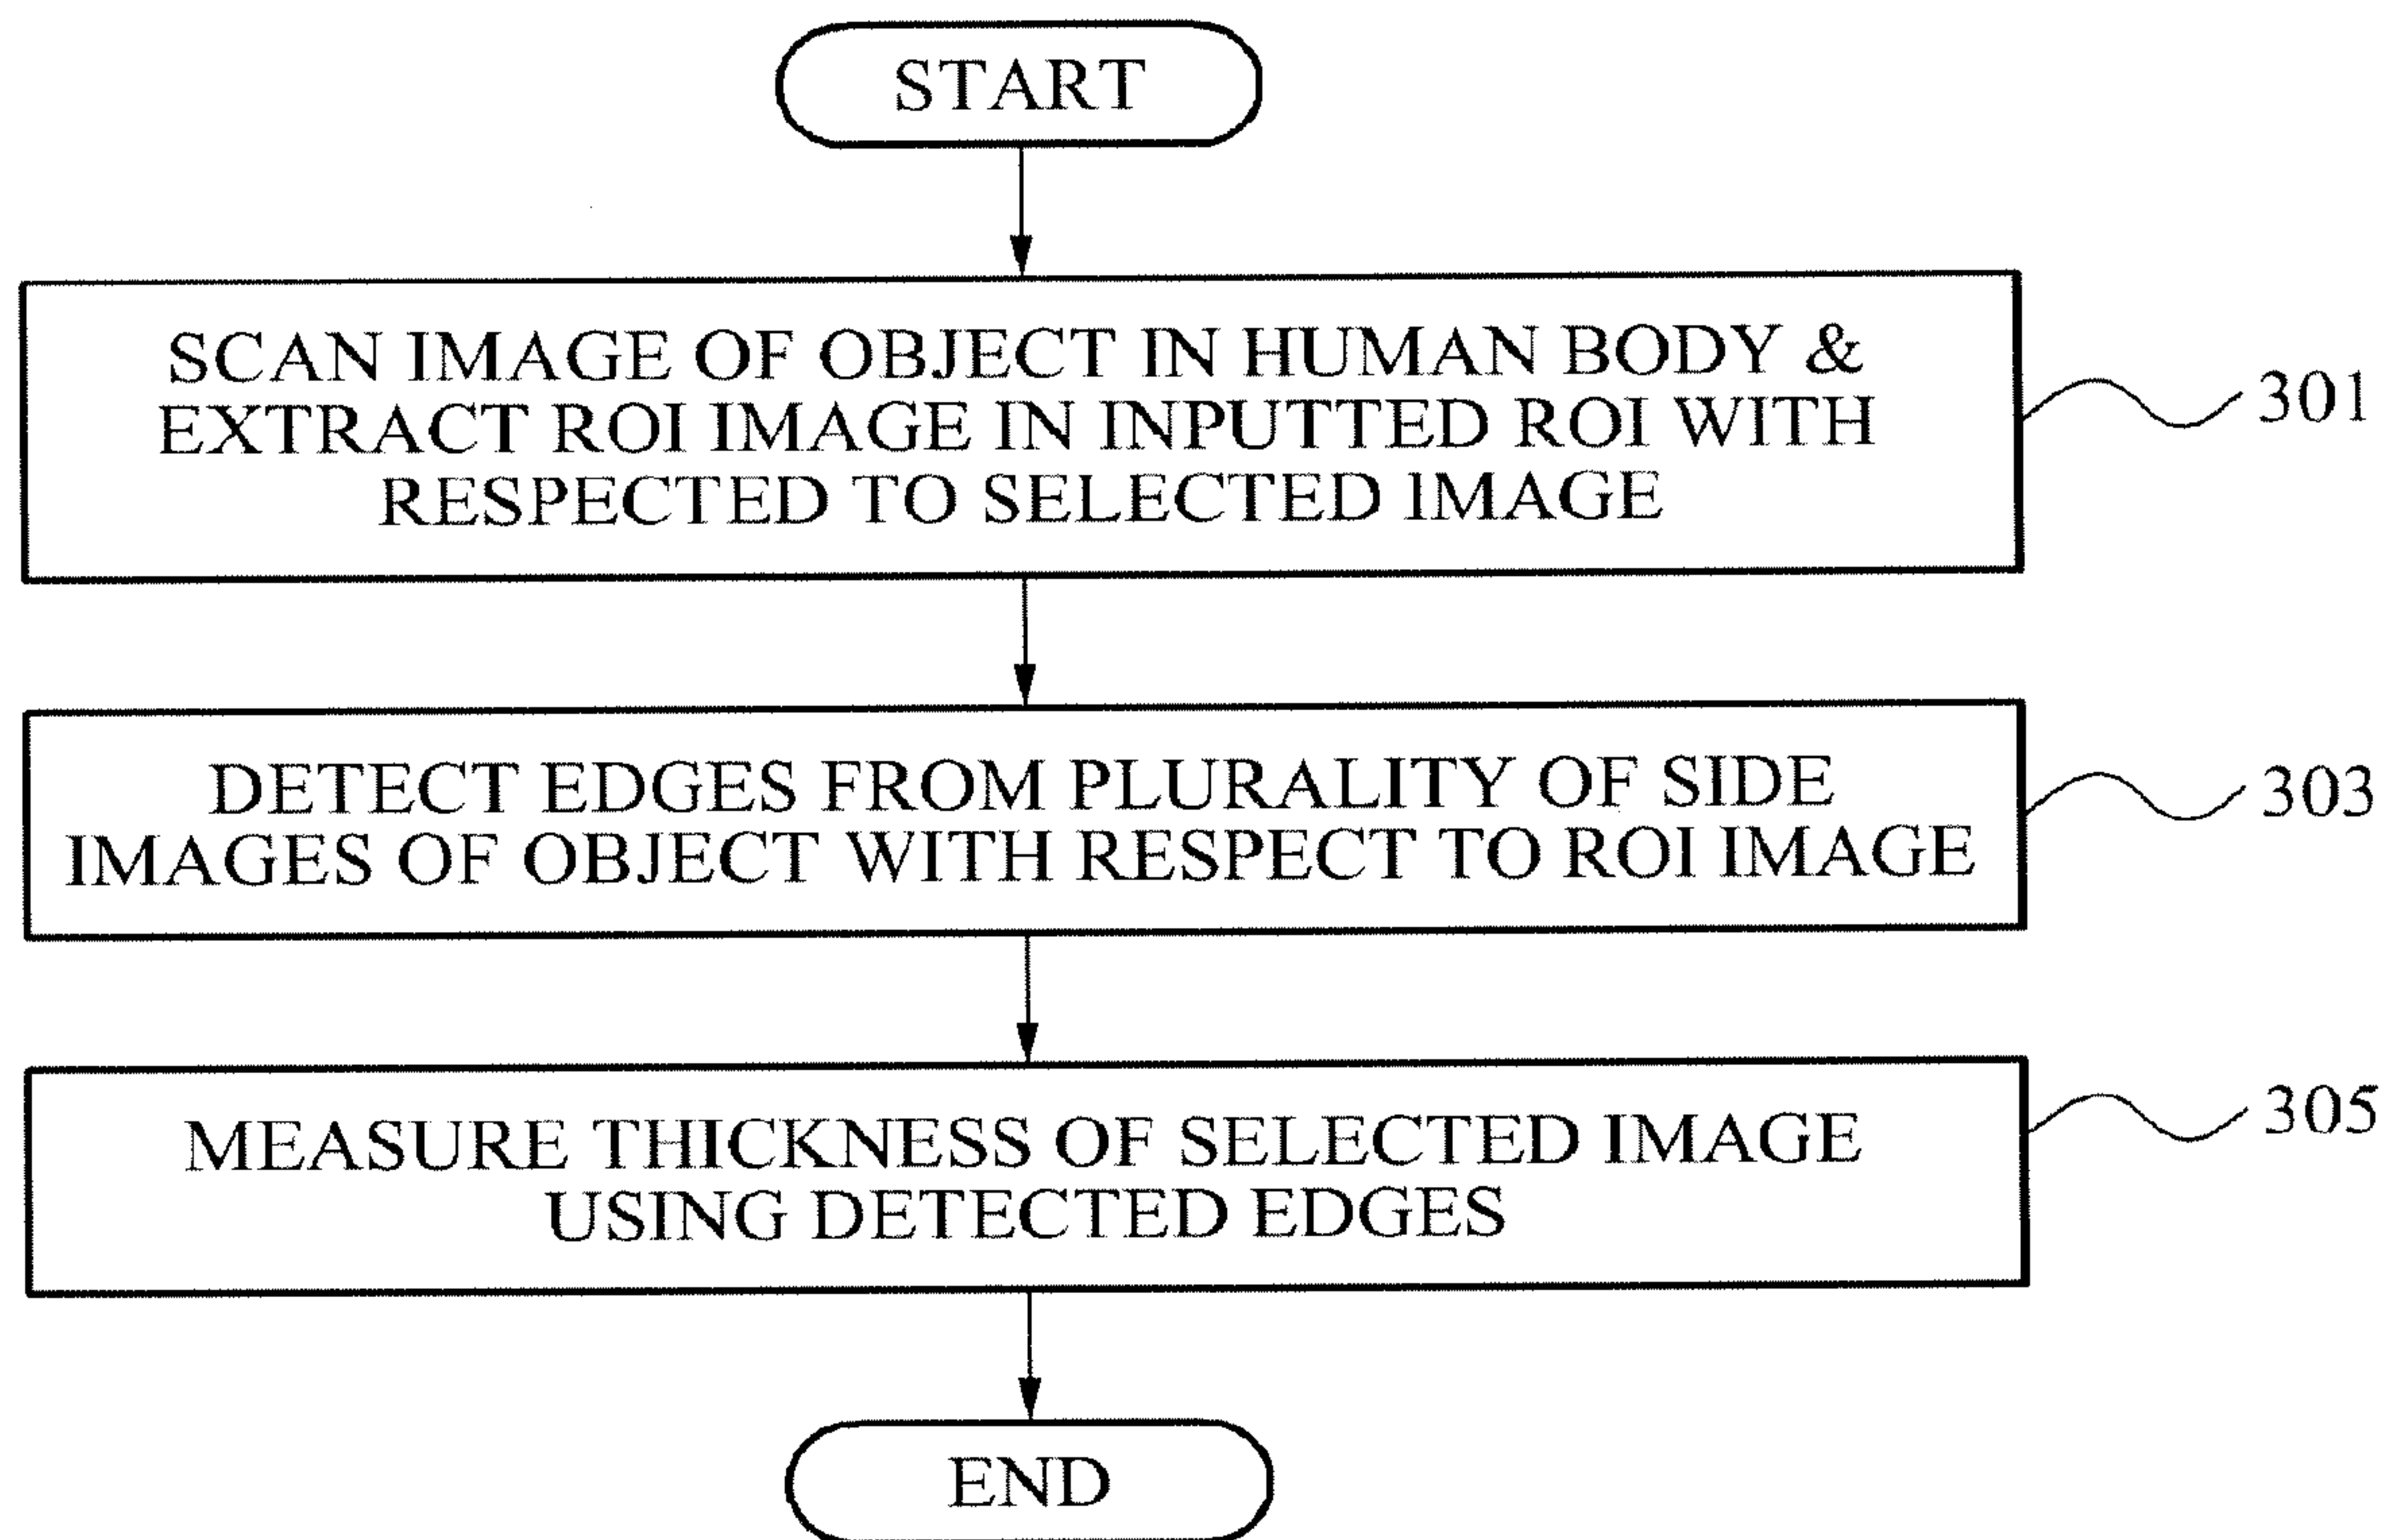 START
SCAN IMAGE OF OBJECT IN HUMAN BODY &
EXTRACT ROI IMAGE IN INPUTTED ROI WITH
RESPECTED TO SELECTED IMAGE
301
DETECT EDGES FROM PLURALITY OF SIDE
IMAGES OF OBJECT WITH RESPECT TO ROI IMAGE
303
MEASURE THICKNESS OF SELECTED IMAGE
USING DETECTED EDGES
305
END